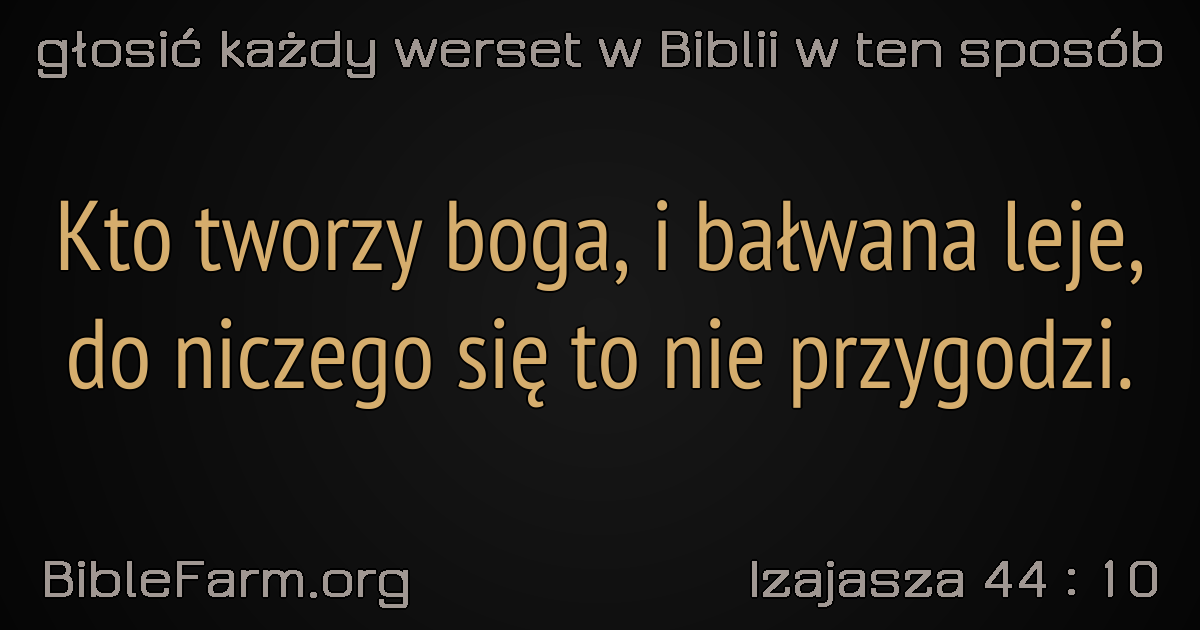 głosić każdy werset w Biblii w ten sposób
Kto tworzy boga, i bałwana leje,
do niczego się to nie przygodzi.
BibleFarm.org
Izajasza 44 : 10